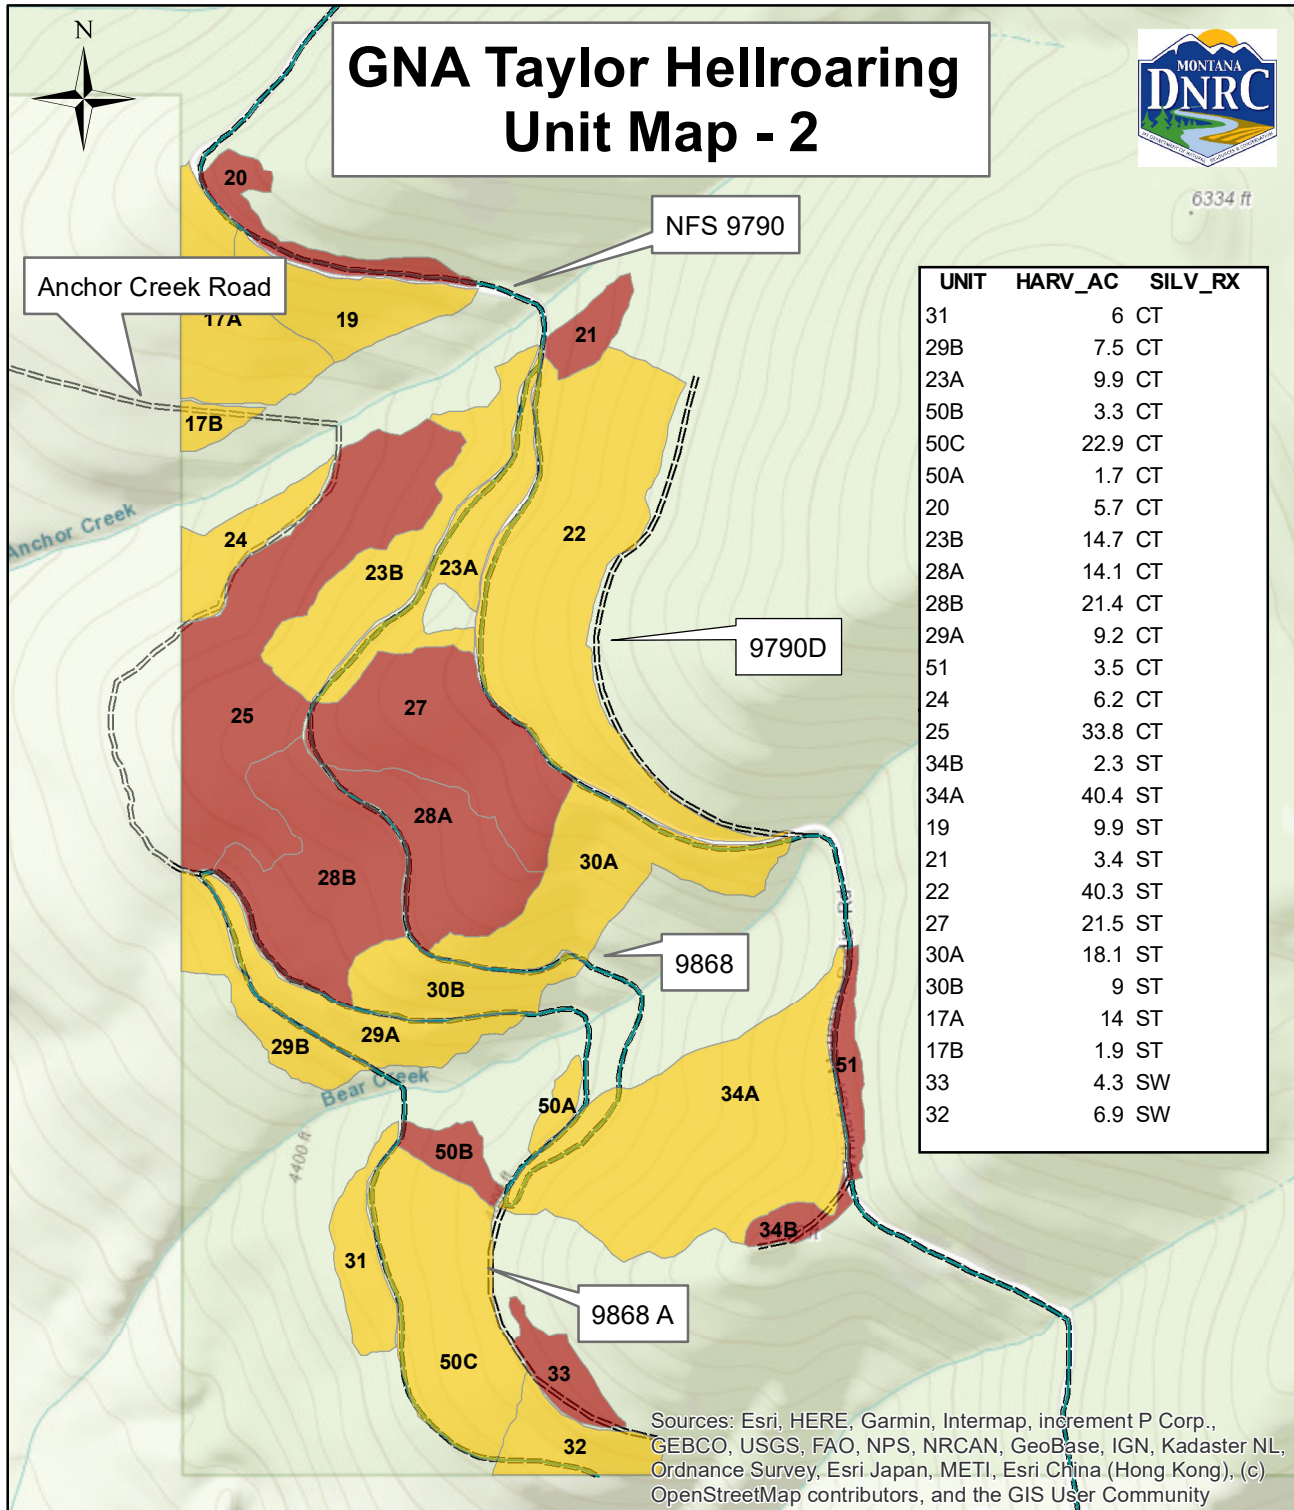 N
GNA Taylor Hellroaring
Unit Map - 2
MONTANA
DNRC
6334 ft
NFS 9790
Anchor Creek Road
20
17A
19
21
17B
Anchor Creek
24
22
23B
23A
9790D
25
27
28A
28B
30A
9868
30B
29A
29B
Bear Creek
4400 ft
50A
34A
51
50B
34B
31
9868 A
50C
33
32
UNIT HARV_AC SILV_RX
31 6 CT
29B 7.5 CT
23A 9.9 CT
50B 3.3 CT
50C 22.9 CT
50A 1.7 CT
20 5.7 CT
23B 14.7 CT
28A 14.1 CT
28B 21.4 CT
29A 9.2 CT
51 3.5 CT
24 6.2 CT
25 33.8 CT
34B 2.3 ST
34A 40.4 ST
19 9.9 ST
21 3.4 ST
22 40.3 ST
27 21.5 ST
30A 18.1 ST
30B 9 ST
17A 14 ST
17B 1.9 ST
33 4.3 SW
32 6.9 SW
Sources: Esri, HERE, Garmin, Intermap, increment P Corp.,
GEBCO, USGS, FAO, NPS, NRCAN, GeoBase, IGN, Kadaster NL,
Ordnance Survey, Esri Japan, METI, Esri China (Hong Kong), (c)
OpenStreetMap contributors, and the GIS User Community